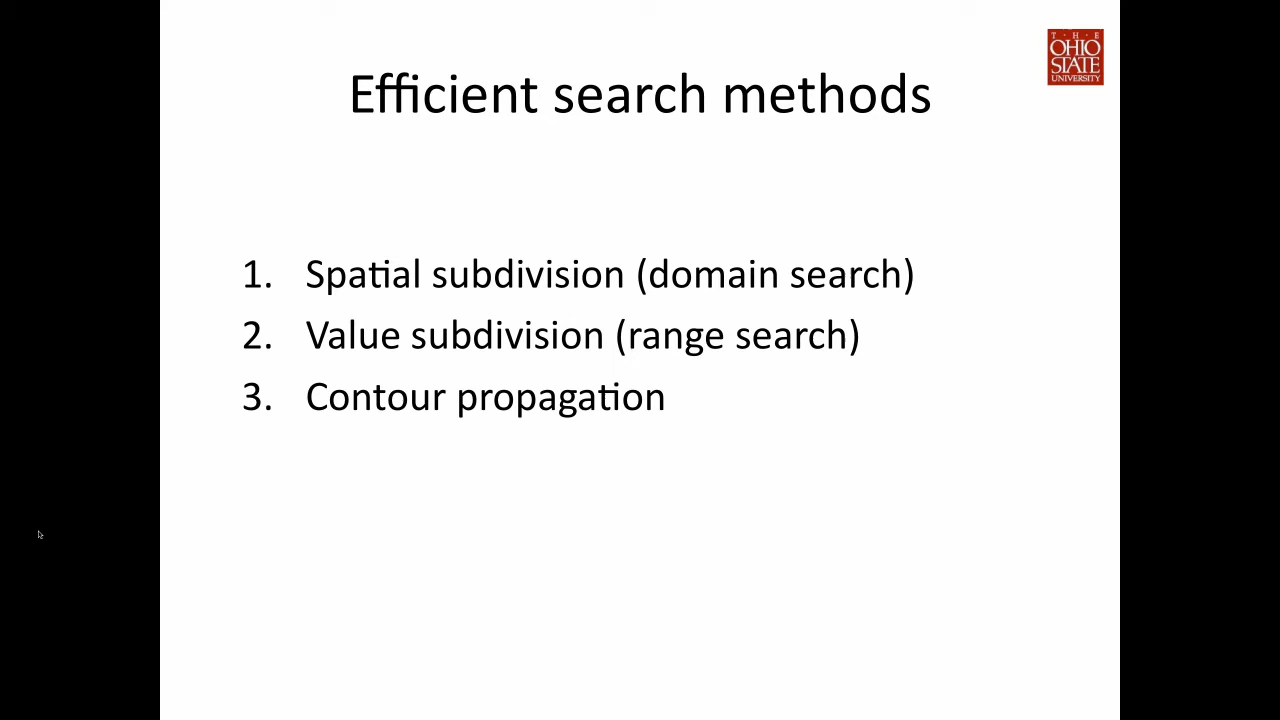 T · H · E
OHIO
STATE
UNIVERSITY
Efficient search methods
1. Spatial subdivision (domain search)
2. Value subdivision (range search)
3. Contour propagation